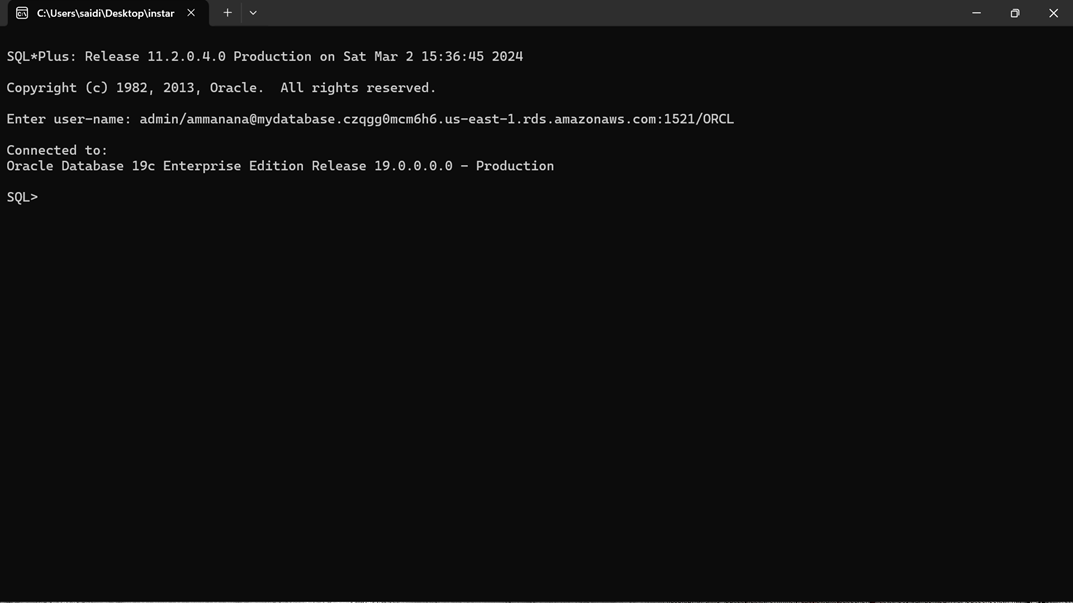 C:\Users\saidi\Desktop\instar
SQL*Plus: Release 11.2.0.4.0 Production on Sat Mar 2 15:36:45 2024
Copyright (c) 1982, 2013, Oracle.  All rights reserved.
Enter user-name: admin/ammanana@mydatabase.czqgg0mcm6h6.us-east-1.rds.amazonaws.com:1521/ORCL
Connected to:
Oracle Database 19c Enterprise Edition Release 19.0.0.0.0 - Production
SQL>